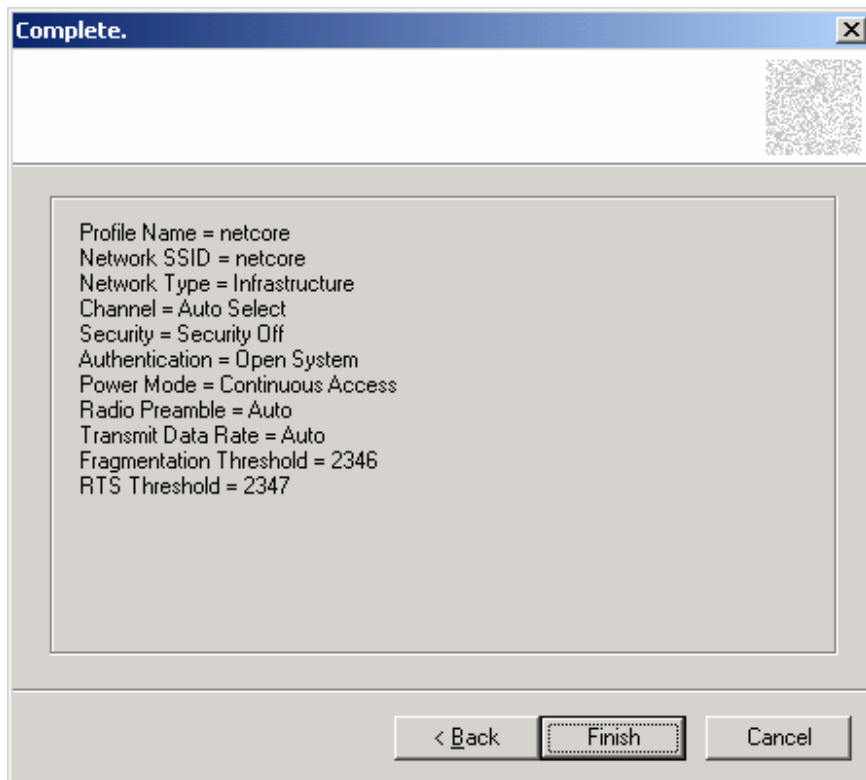 Complete.
Profile Name = netcore
Network SSID = netcore
Network Type = Infrastructure
Channel = Auto Select
Security = Security Off
Authentication = Open System
Power Mode = Continuous Access
Radio Preamble = Auto
Transmit Data Rate = Auto
Fragmentation Threshold = 2346
RTS Threshold = 2347
< Back Finish Cancel